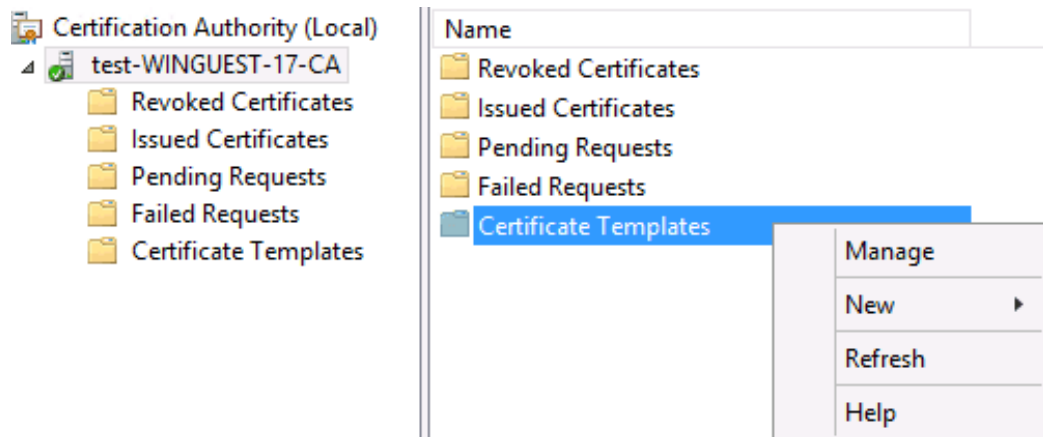 Certification Authority (Local)
test-WINGUEST-17-CA
Revoked Certificates
Issued Certificates
Pending Requests
Failed Requests
Certificate Templates
Name
Revoked Certificates
Issued Certificates
Pending Requests
Failed Requests
Certificate Templates
Manage
New
Refresh
Help